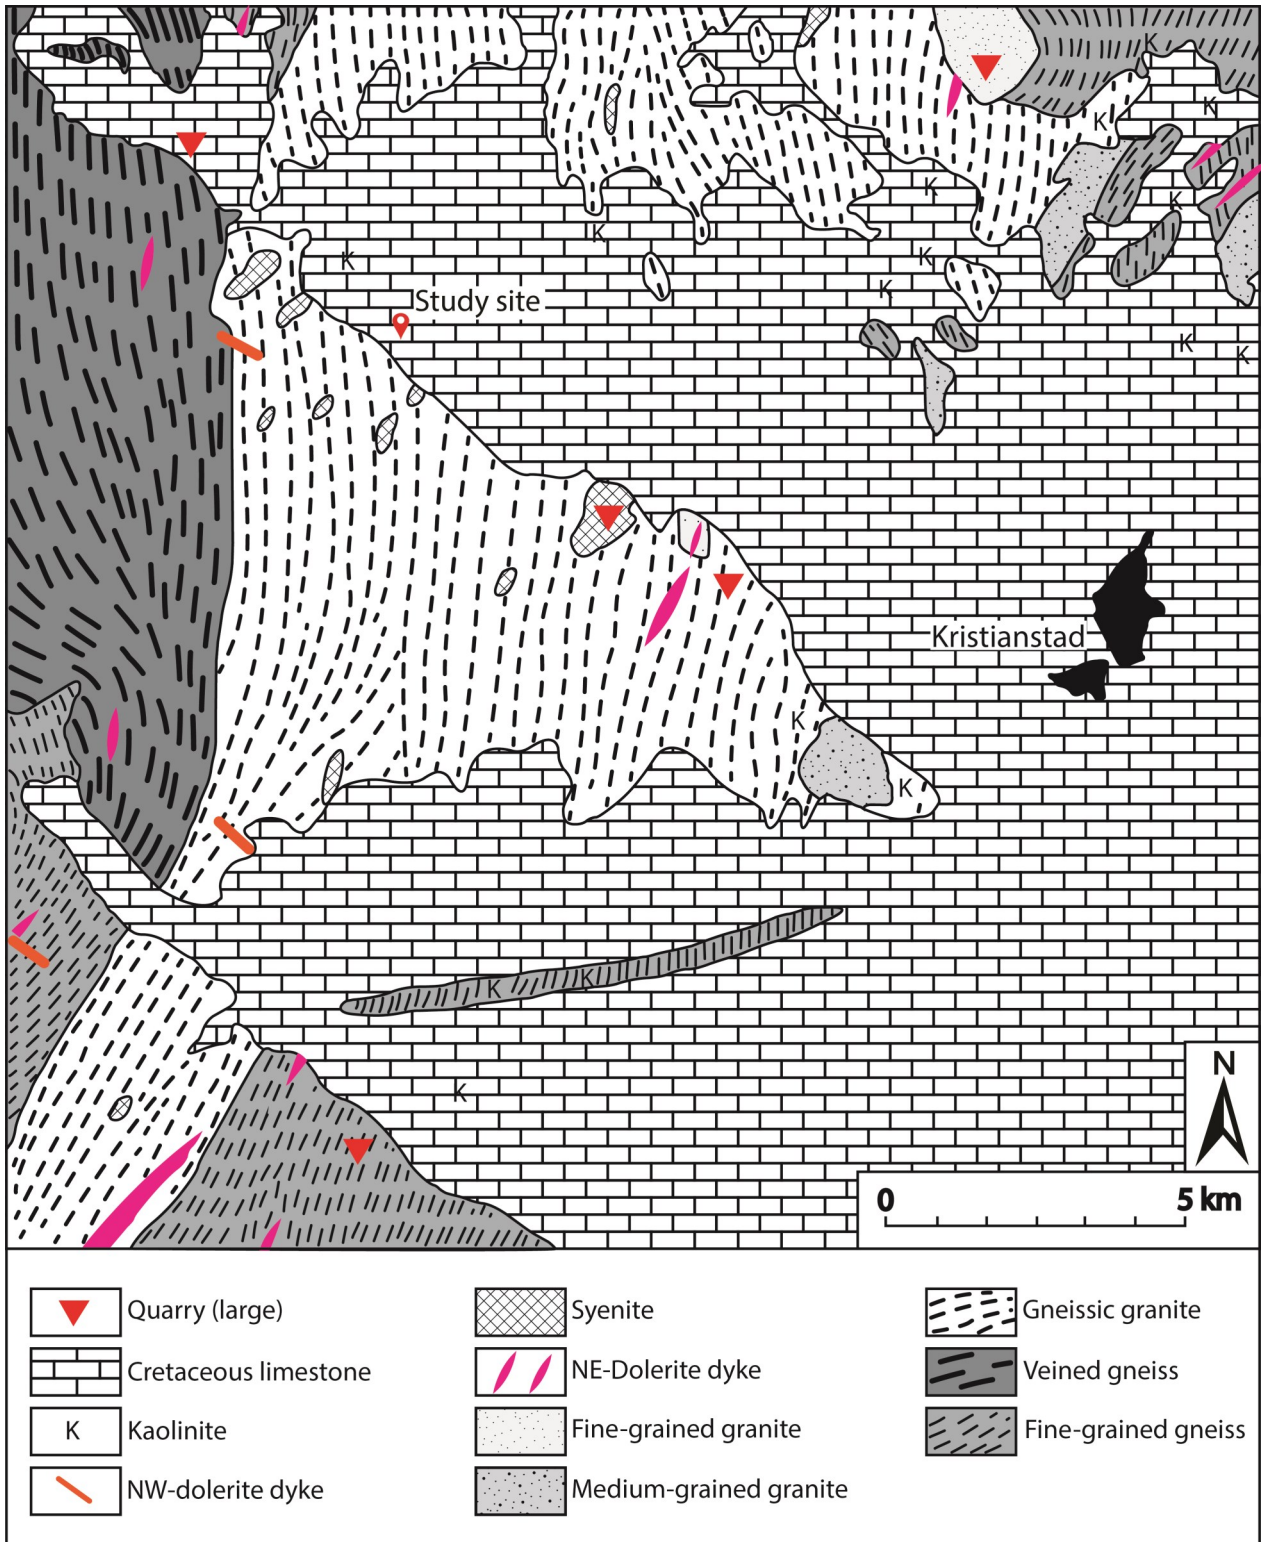 K
K
K
K
K
K
K
K
Study site
K
K
K
K
Kristianstad
K
K
K
K
K
N
0 5 km
Quarry (large)
Syenite
Gneissic granite
Cretaceous limestone
NE-Dolerite dyke
Veined gneiss
K
Kaolinite
Fine-grained granite
Fine-grained gneiss
NW-dolerite dyke
Medium-grained granite